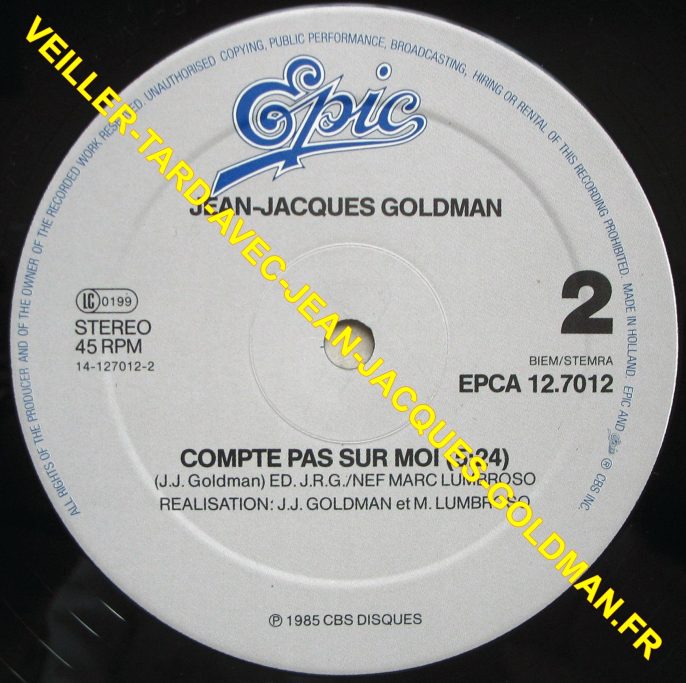 ALL RIGHTS OF THE PRODUCER AND OF THE OWNER OF THE RECORDED WORK RESERVED. UNAUTHORISED COPYING, PUBLIC PERFORMANCE, BROADCASTING, HIRING OR RENTAL OF THIS RECORDING PROHIBITED. MADE IN HOLLAND. EPIC AND Epic ® CBS INC.
Epic
JEAN-JACQUES GOLDMAN
2
LC 0199
STEREO
45 RPM
14-127012-2
BIEM/STEMRA
EPCA 12.7012
COMPTE PAS SUR MOI (5:24)
(J.J. Goldman) ED. J.R.G./NEF MARC LUMBROSO
REALISATION: J.J. GOLDMAN et M. LUMBROSO
℗ 1985 CBS DISQUES
VEILLER-TARD-AVEC-JEAN-JACQUES-GOLDMAN.FR